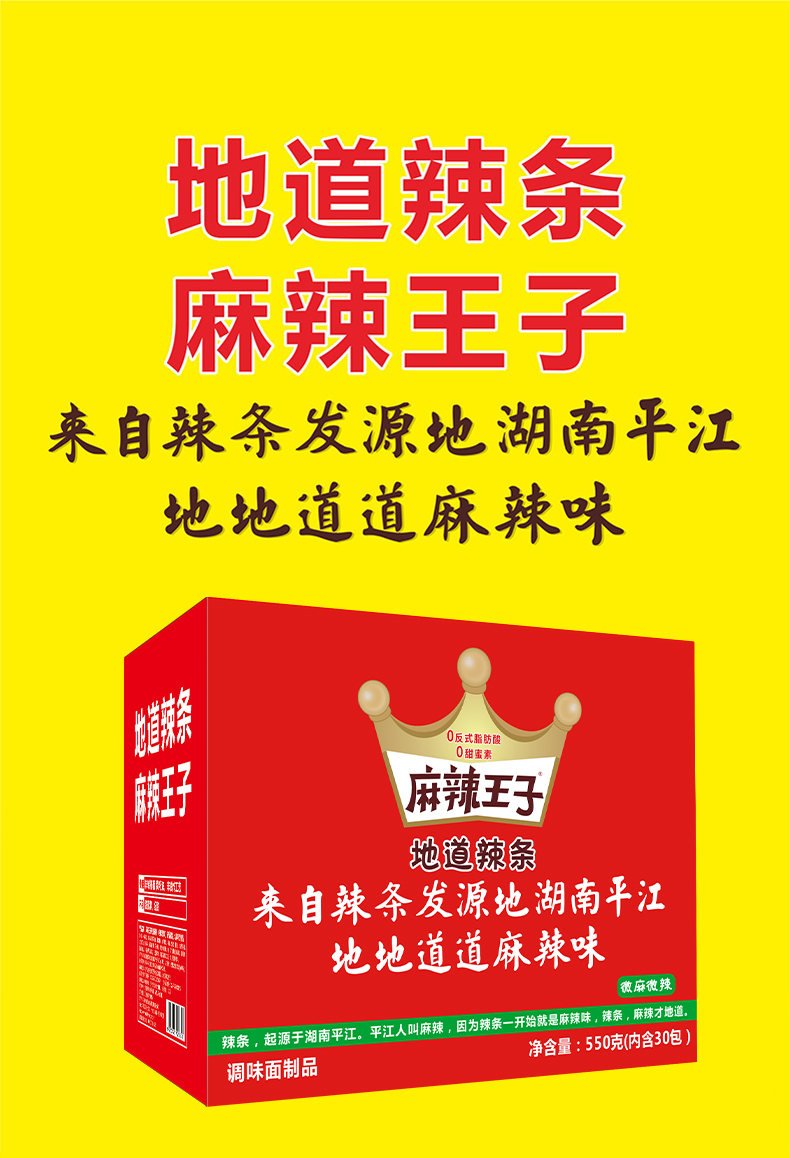 地道辣条
麻辣王子
来自辣条发源地湖南平江
地地道道麻辣味
地道辣条
麻辣王子
0反式脂肪酸
0甜蜜素
麻辣王子®
地道辣条
来自辣条发源地湖南平江
地地道道麻辣味
微麻微辣
辣条，起源于湖南平江。平江人叫麻辣，因为辣条一开始就是麻辣味，辣条，麻辣才地道。
调味面制品
净含量：550克(内含30包)